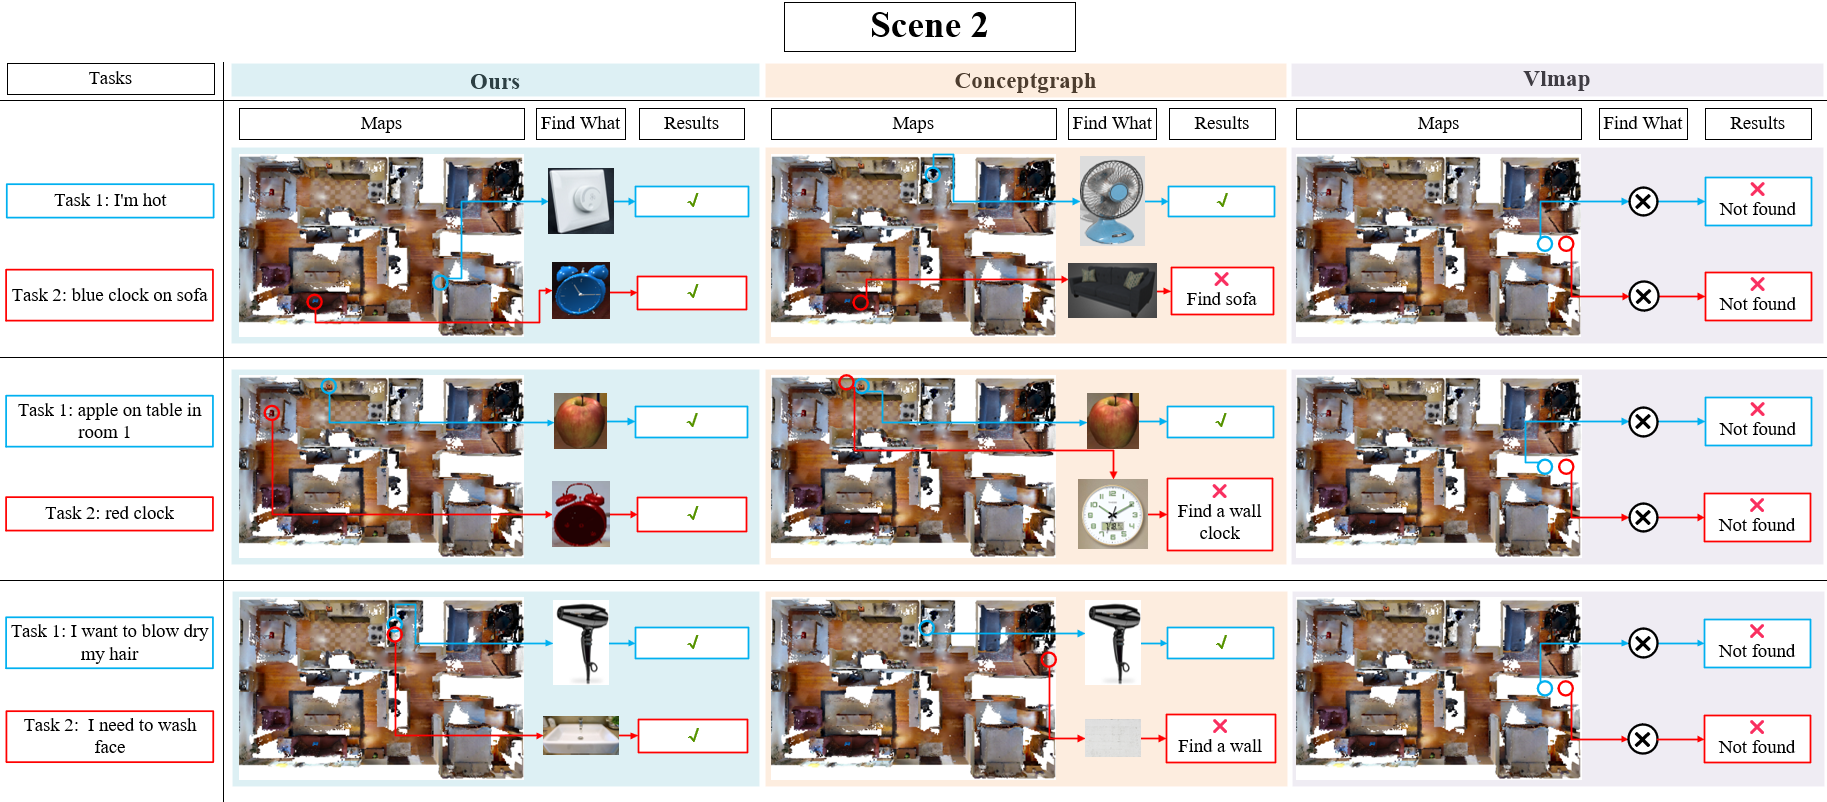 Scene 2
Tasks
Ours
Conceptgraph
Vlmap
Maps
Find What
Results
Maps
Find What
Results
Maps
Find What
Results
Task 1: I'm hot
√
√
Not found
Task 2: blue clock on sofa
√
Find sofa
Not found
Task 1: apple on table in
room 1
√
√
Not found
Task 2: red clock
√
Find a wall
clock
Not found
Task 1: I want to blow dry
my hair
√
√
Not found
Task 2: I need to wash
face
√
Find a wall
Not found